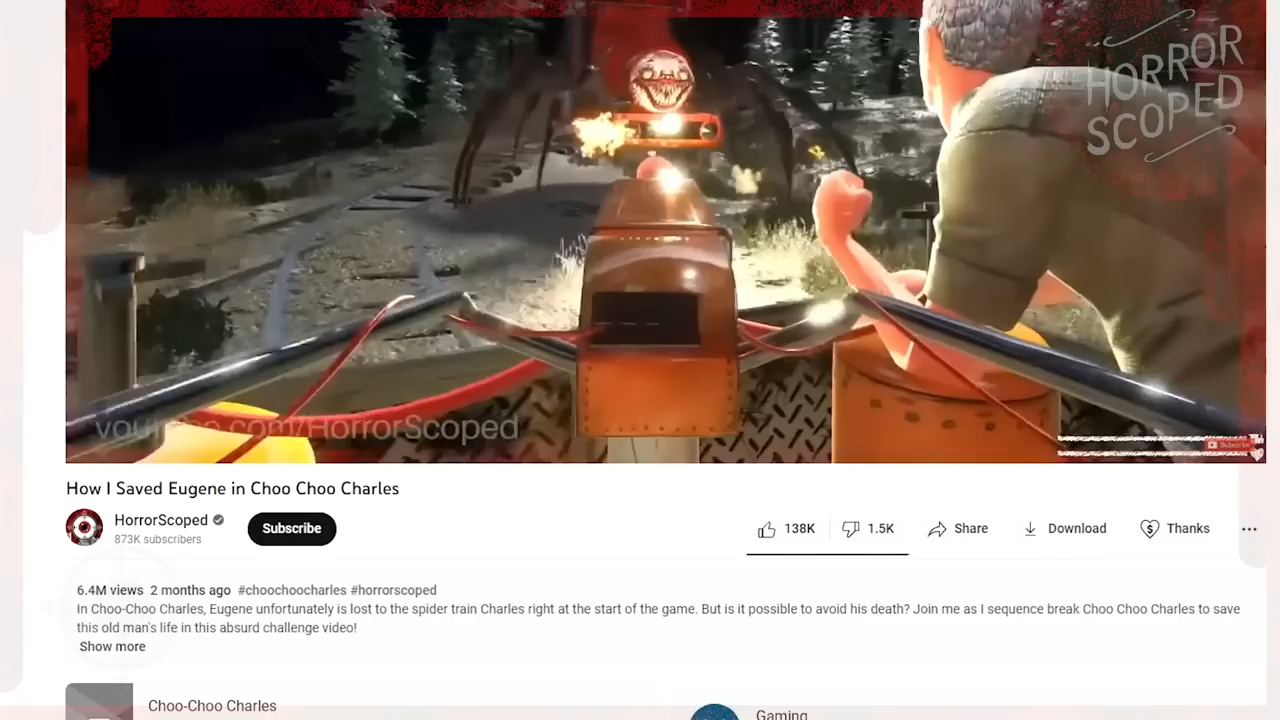 HORROR
SCOPED
youtube.com/HorrorScoped
Subscribe
How I Saved Eugene in Choo Choo Charles
HorrorScoped
873K subscribers
Subscribe
138K
1.5K
Share
Download
Thanks
6.4M views 2 months ago #choochoocharles #horrorscoped
In Choo-Choo Charles, Eugene unfortunately is lost to the spider train Charles right at the start of the game. But is it possible to avoid his death? Join me as I sequence break Choo Choo Charles to save
this old man's life in this absurd challenge video!
Show more
Choo-Choo Charles
Gaming